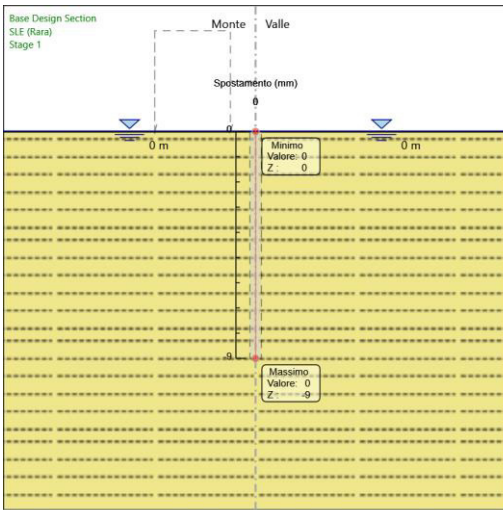 Base Design Section
SLE (Rara)
Stage 1
Monte Valle
Spostamento (mm)
0
0
0 m
0 m
Minimo
Valore: 0
Z : 0
-9
Massimo
Valore: 0
Z : -9